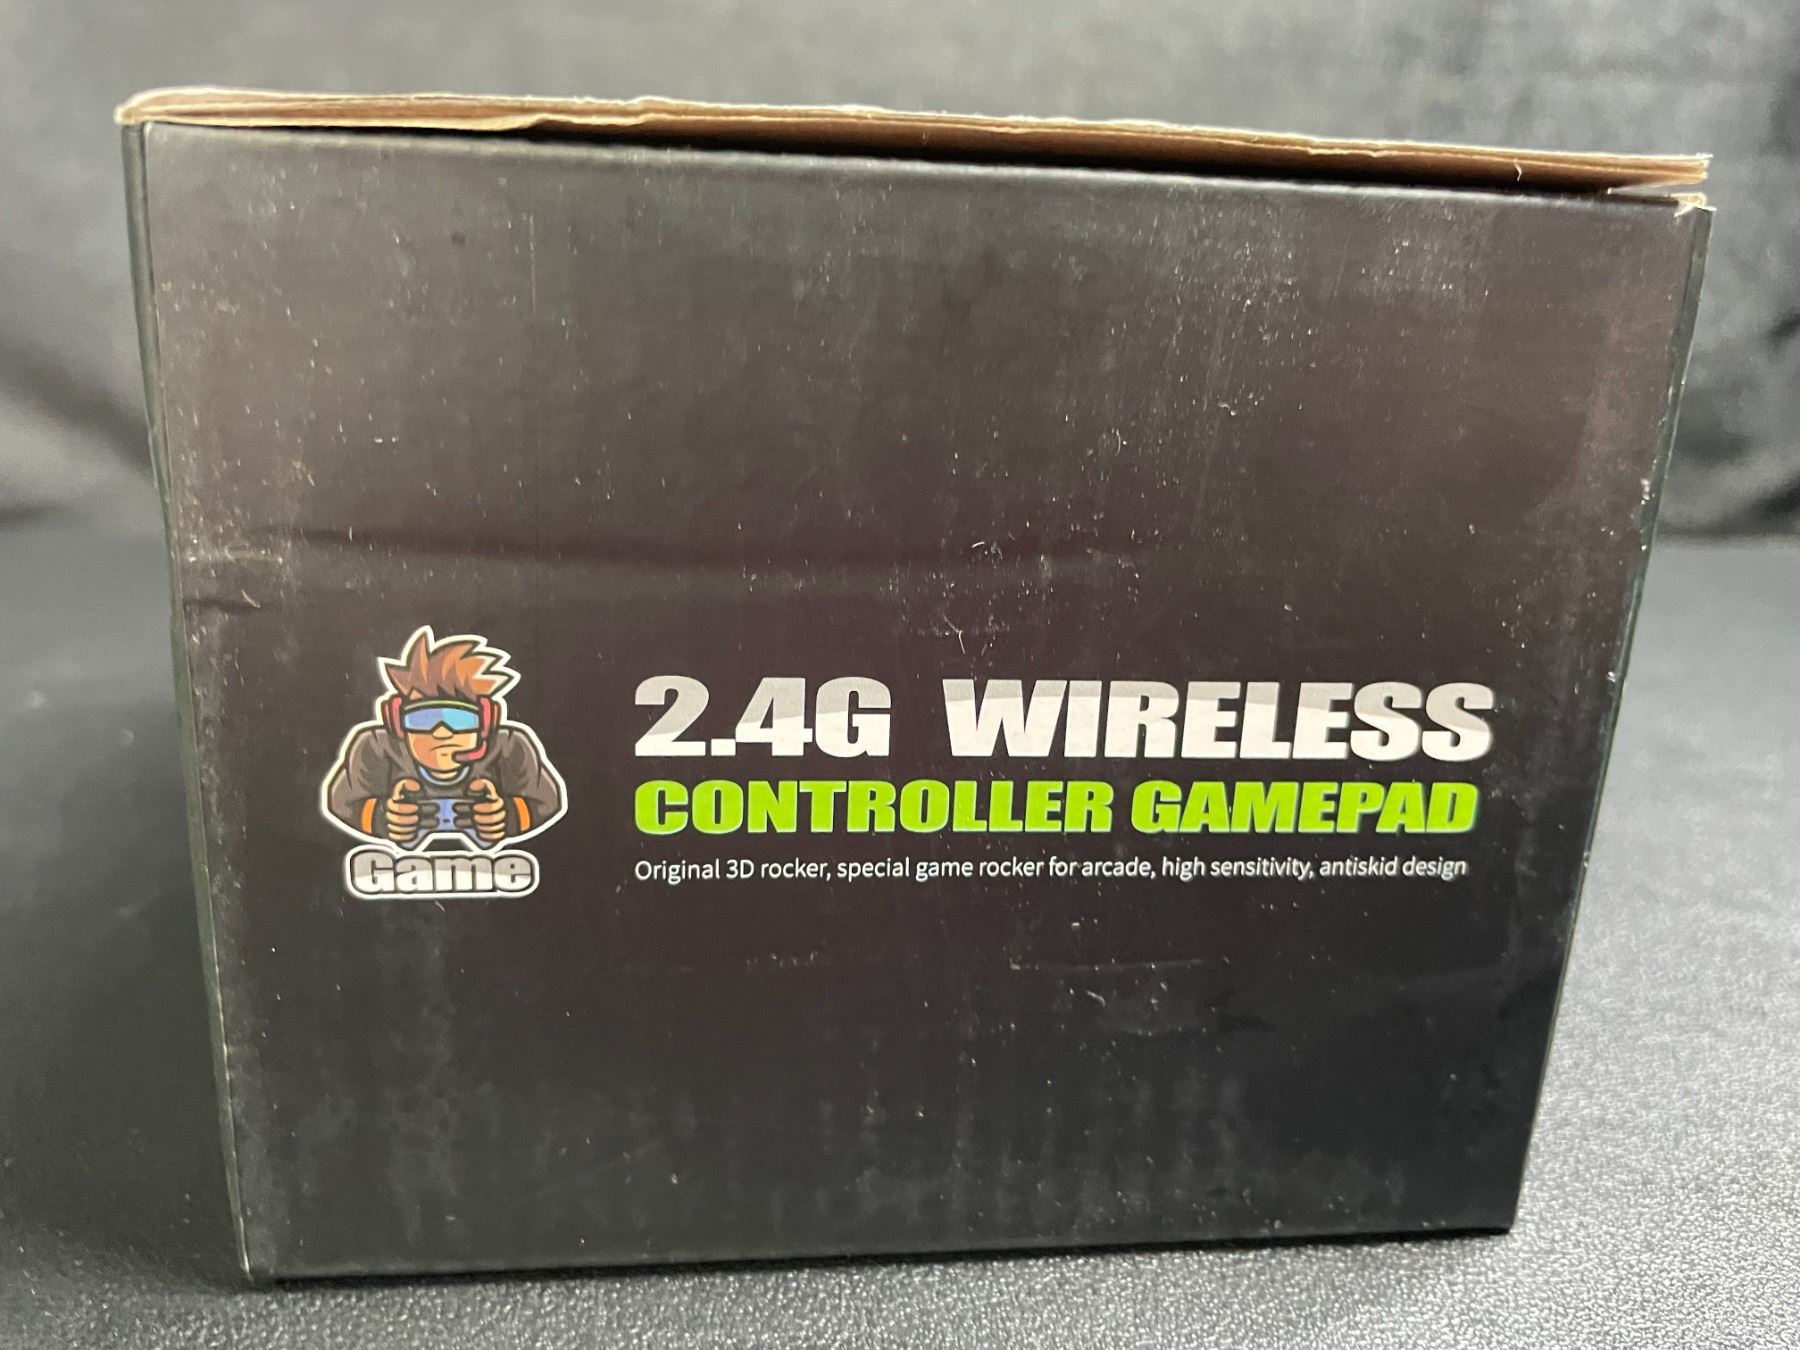 2.4G WIRELESS
CONTROLLER GAMEPAD
Original 3D rocker, special game rocker for arcade, high sensitivity, antiskid design
Game